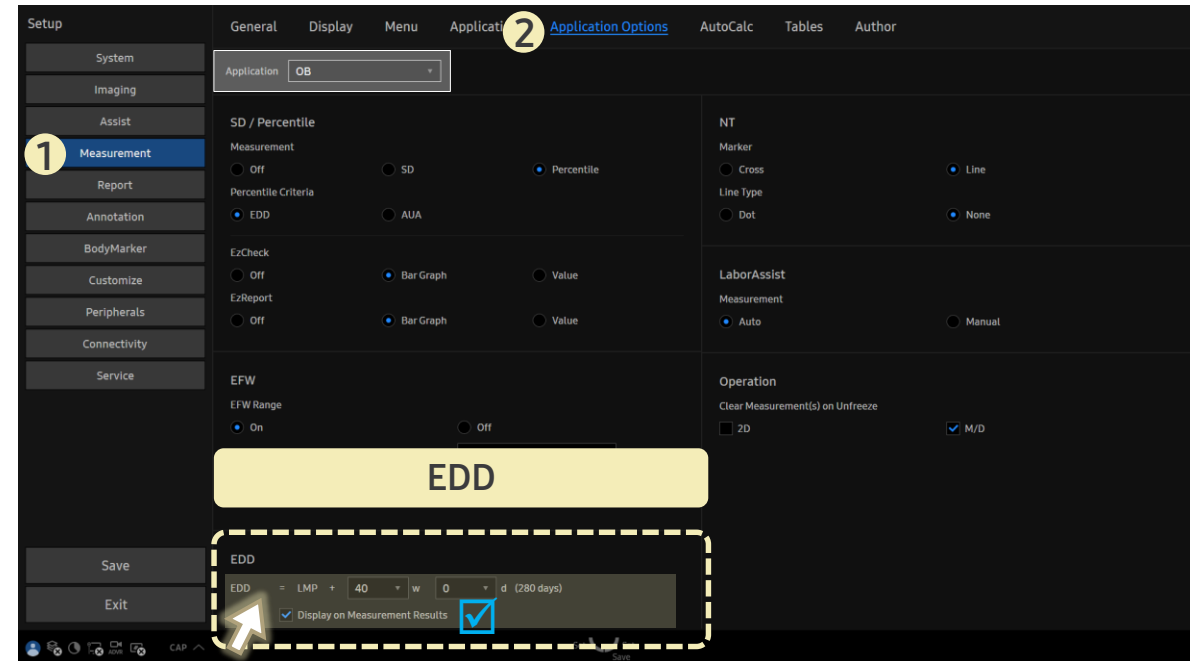 Setup
General Display Menu Applicati 2 Application Options AutoCalc Tables Author
System
Imaging
Assist
1 Measurement
Report
Annotation
BodyMarker
Customize
Peripherals
Connectivity
Service
Save
Exit
Application OB
SD / Percentile
Measurement
Off SD Percentile
Percentile Criteria
EDD AUA
EzCheck
Off Bar Graph Value
EzReport
Off Bar Graph Value
EFW
EFW Range
On Off
EDD
EDD
EDD = LMP + 40 w 0 d (280 days)
Display on Measurement Results
NT
Marker
Cross Line
Line Type
Dot None
LaborAssist
Measurement
Auto Manual
Operation
Clear Measurement(s) on Unfreeze
2D M/D
CAP
Save